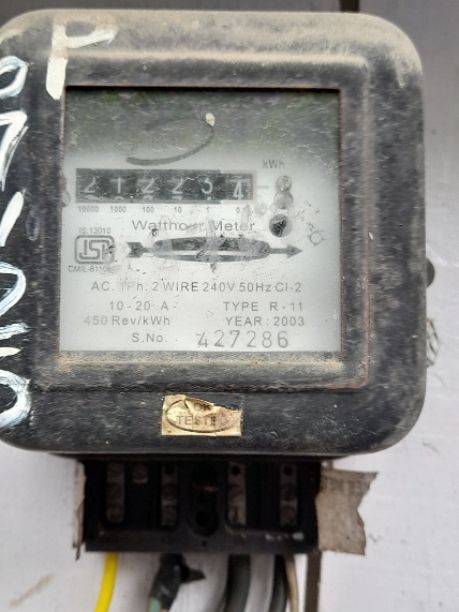 kWh
2 1 2 2 3 4
10000 1000 100 10 1
Watthour Meter
IS.13010
ISI
AC. 1Ph. 2 WIRE 240V 50Hz Cl-2
10 - 20 A TYPE R - 11
450 Rev/kWh YEAR : 2003
S.No. 427286
TESTED